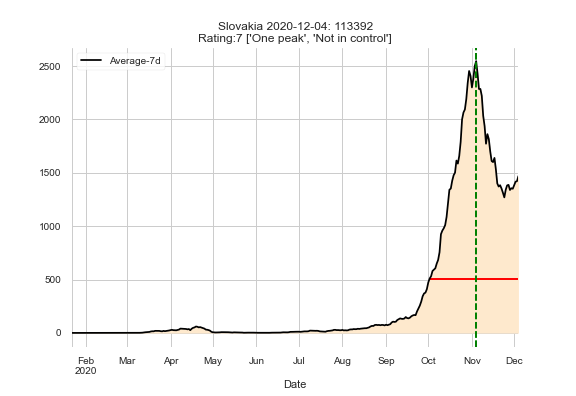 Slovakia 2020-12-04: 113392
Rating:7 ['One peak', 'Not in control']
Average-7d
2500
2000
1500
1000
500
0
Feb Mar Apr May Jun Jul Aug Sep Oct Nov Dec
2020
Date